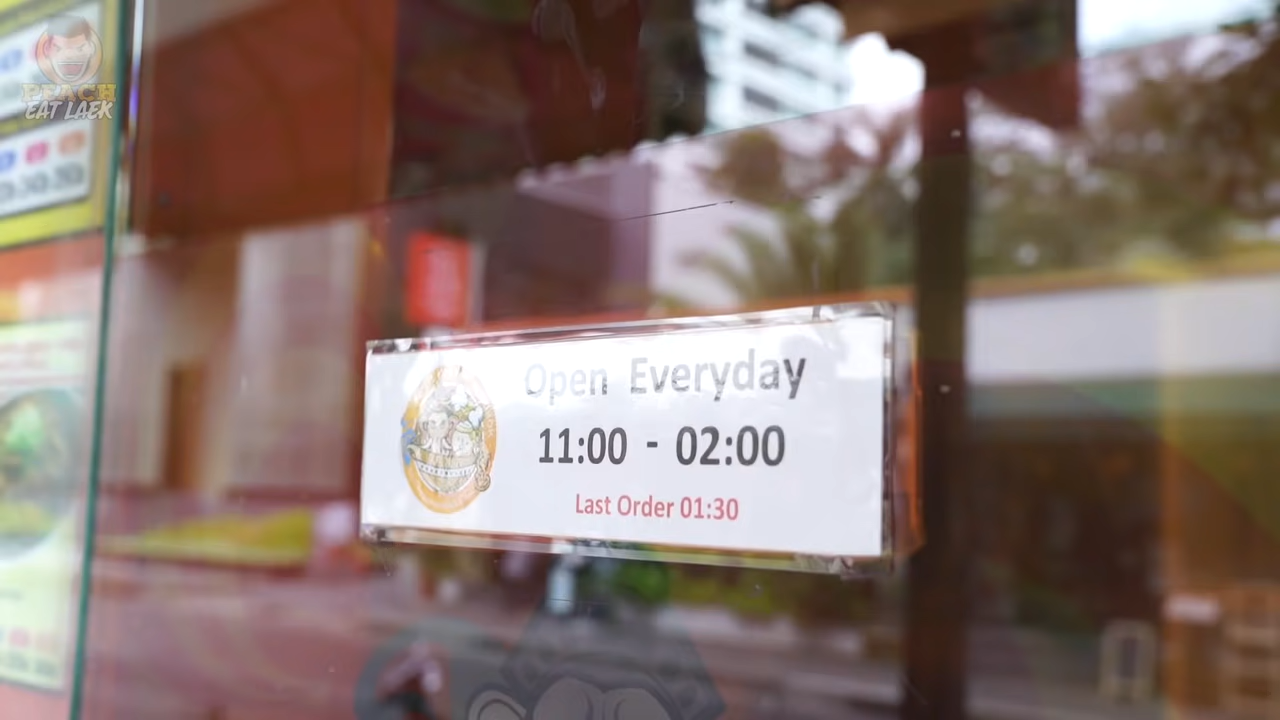 PEACH
EAT LAEK
Open Everyday
11:00 - 02:00
Last Order 01:30